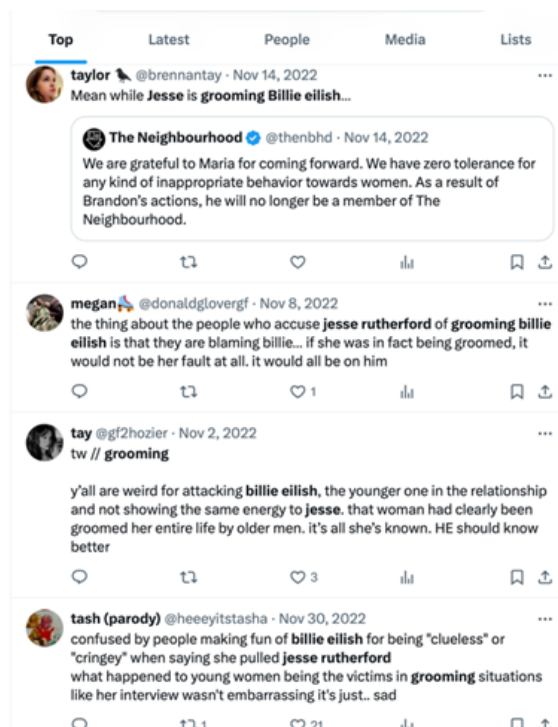 Top Latest People Media Lists
taylor @brennantay · Nov 14, 2022
Mean while Jesse is grooming Billie eilish...
The Neighbourhood @thenbhd · Nov 14, 2022
We are grateful to Maria for coming forward. We have zero tolerance for
any kind of inappropriate behavior towards women. As a result of
Brandon's actions, he will no longer be a member of The
Neighbourhood.
megan @donaldglovergf · Nov 8, 2022
the thing about the people who accuse jesse rutherford of grooming billie
eilish is that they are blaming billie... if she was in fact being groomed, it
would not be her fault at all. it would all be on him
1
tay @gf2hozier · Nov 2, 2022
tw // grooming
y'all are weird for attacking billie eilish, the younger one in the relationship
and not showing the same energy to jesse. that woman had clearly been
groomed her entire life by older men. it's all she's known. HE should know
better
3
tash (parody) @heeeyitstasha · Nov 30, 2022
confused by people making fun of billie eilish for being "clueless" or
"cringey" when saying she pulled jesse rutherford
what happened to young women being the victims in grooming situations
like her interview wasn't embarrassing it's just.. sad
1 21